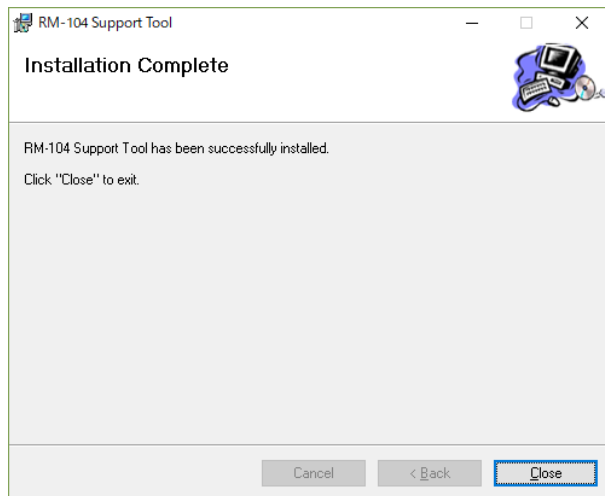 RM-104 Support Tool
Installation Complete
RM-104 Support Tool has been successfully installed.
Click "Close" to exit.
Cancel
< Back
Close